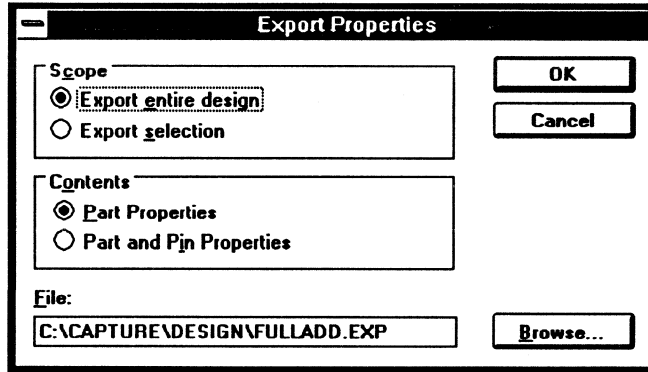 Export Properties
Scope
Export entire design
Export selection
OK
Cancel
Contents
Part Properties
Part and Pin Properties
File:
C:\CAPTURE\DESIGN\FULLADD.EXP
Browse...